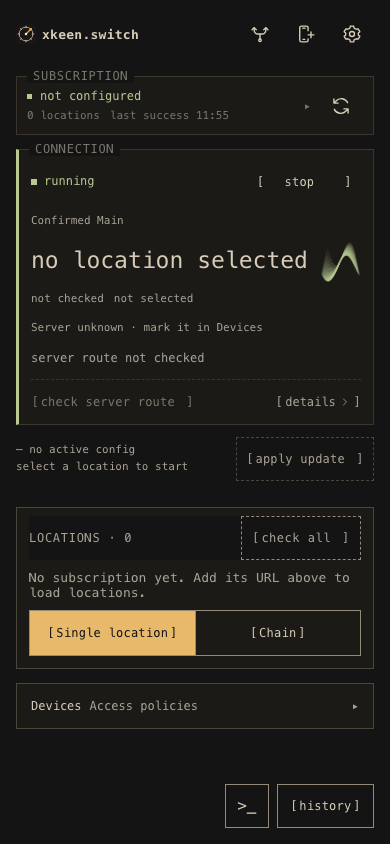 xkeen.switch
SUBSCRIPTION
not configured
0 locations last success 11:55
CONNECTION
running
[ stop ]
Confirmed Main
no location selected
not checked not selected
Server unknown · mark it in Devices
server route not checked
[check server route ]
[details > ]
— no active config
select a location to start
[apply update ]
LOCATIONS · 0
[check all ]
No subscription yet. Add its URL above to
load locations.
[Single location]
[Chain]
Devices Access policies
>_
[history]